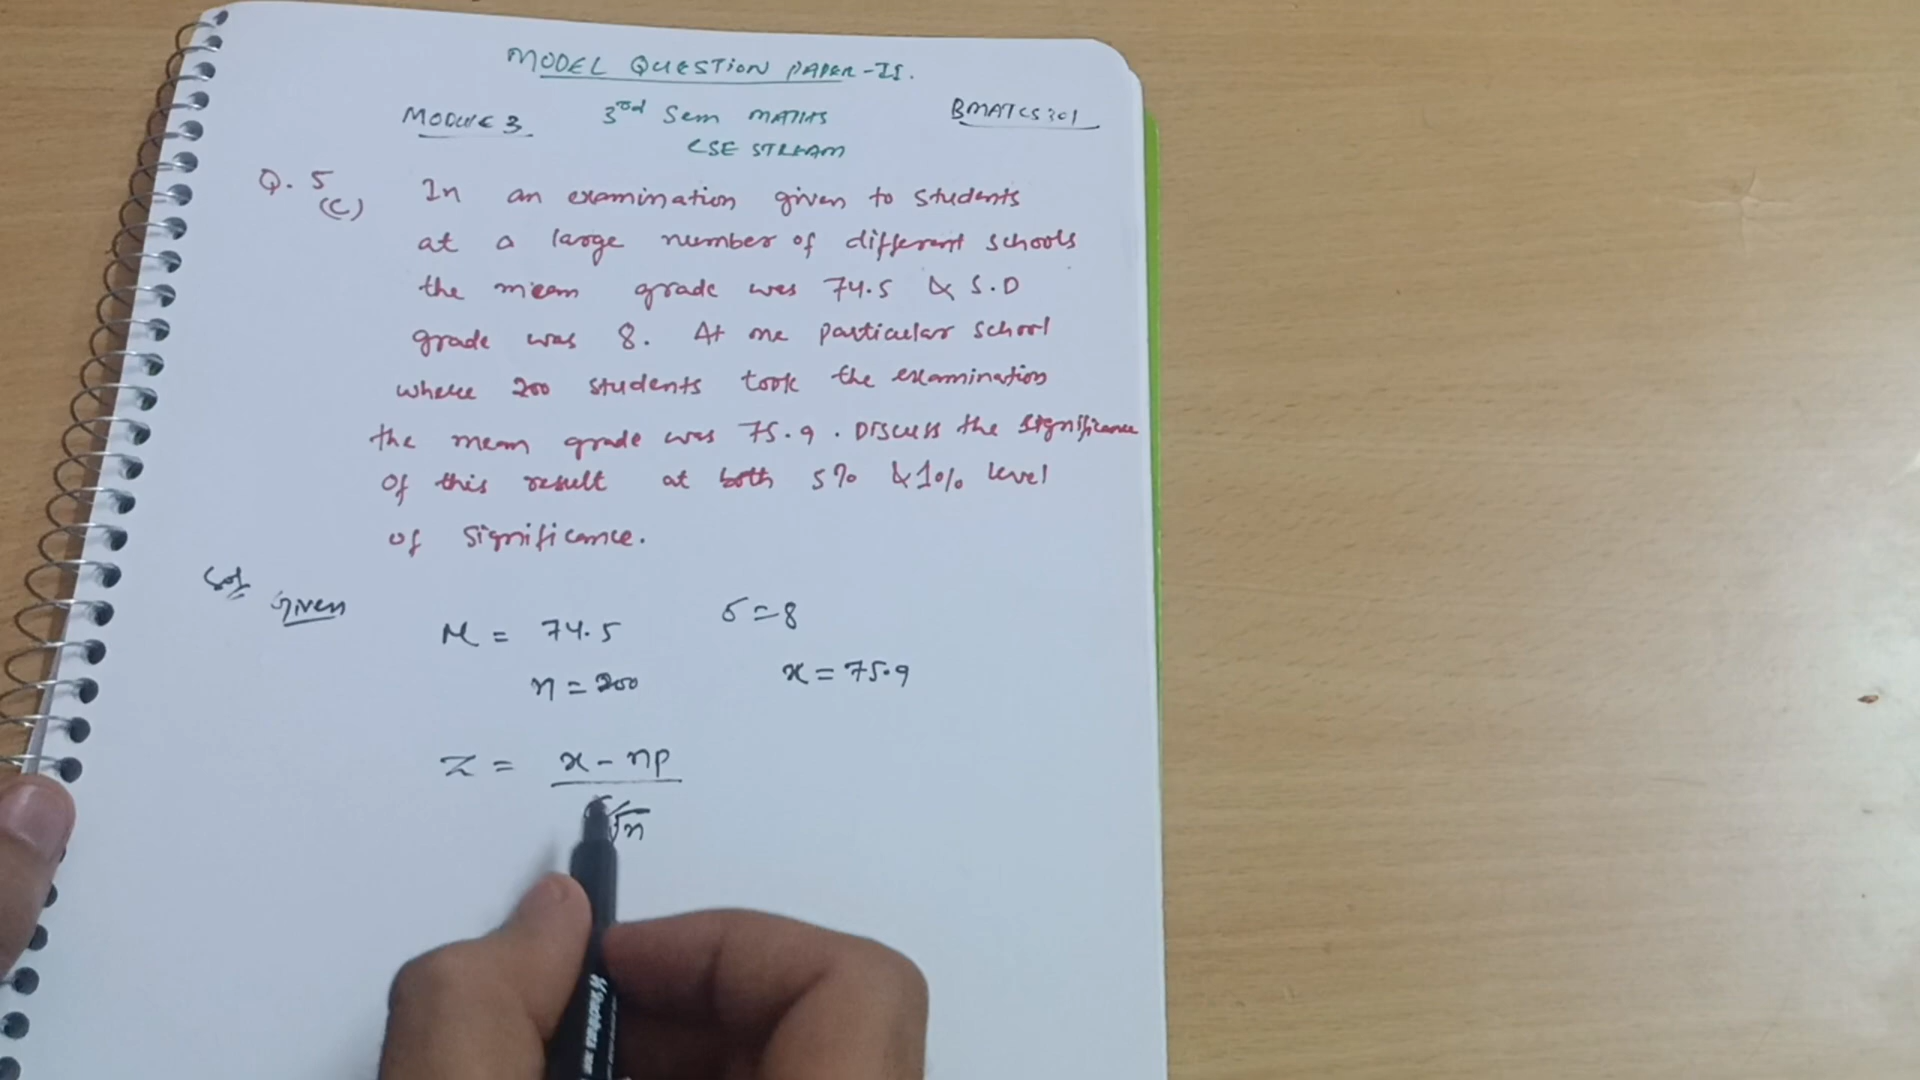 MODEL QUESTION PAPER-II.
MODULE 3
3rd Sem MATHS
BMATCS301
CSE STREAM
Q. 5
(C)
In an examination given to students
at a large number of different schools
the mean grade was 74.5 & S.D
grade was 8. At one particular school
where 200 students took the examination
the mean grade was 75.9. Discuss the significance
of this result at both 5% & 1% level
of significance.
Sol
Given
μ = 74.5
σ = 8
n = 200
x = 75.9
Z = x - np
√n